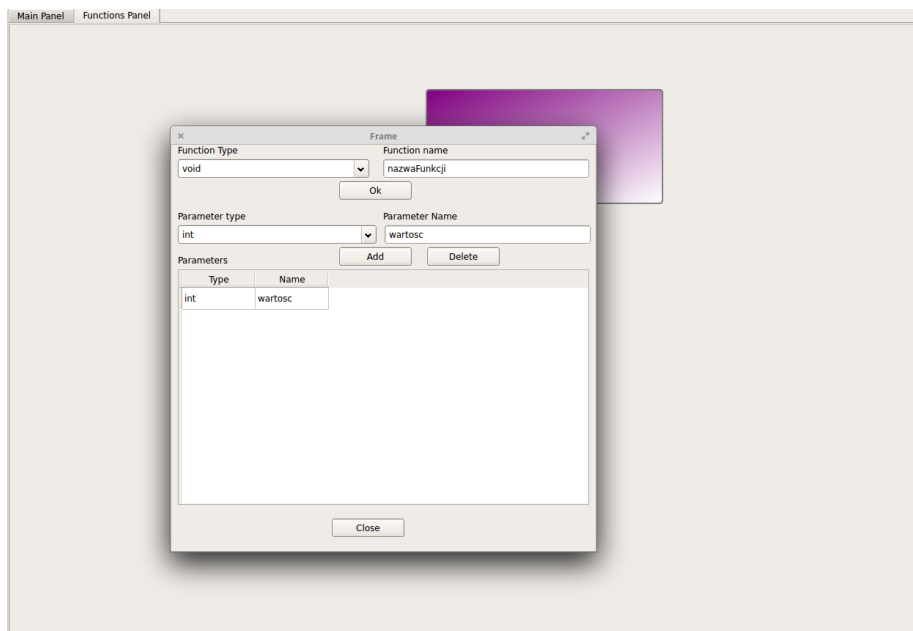 Main Panel Functions Panel
Frame
Function Type Function name
void nazwaFunkcji
Ok
Parameter type Parameter Name
int wartosc
Parameters Add Delete
Type Name
int wartosc
Close